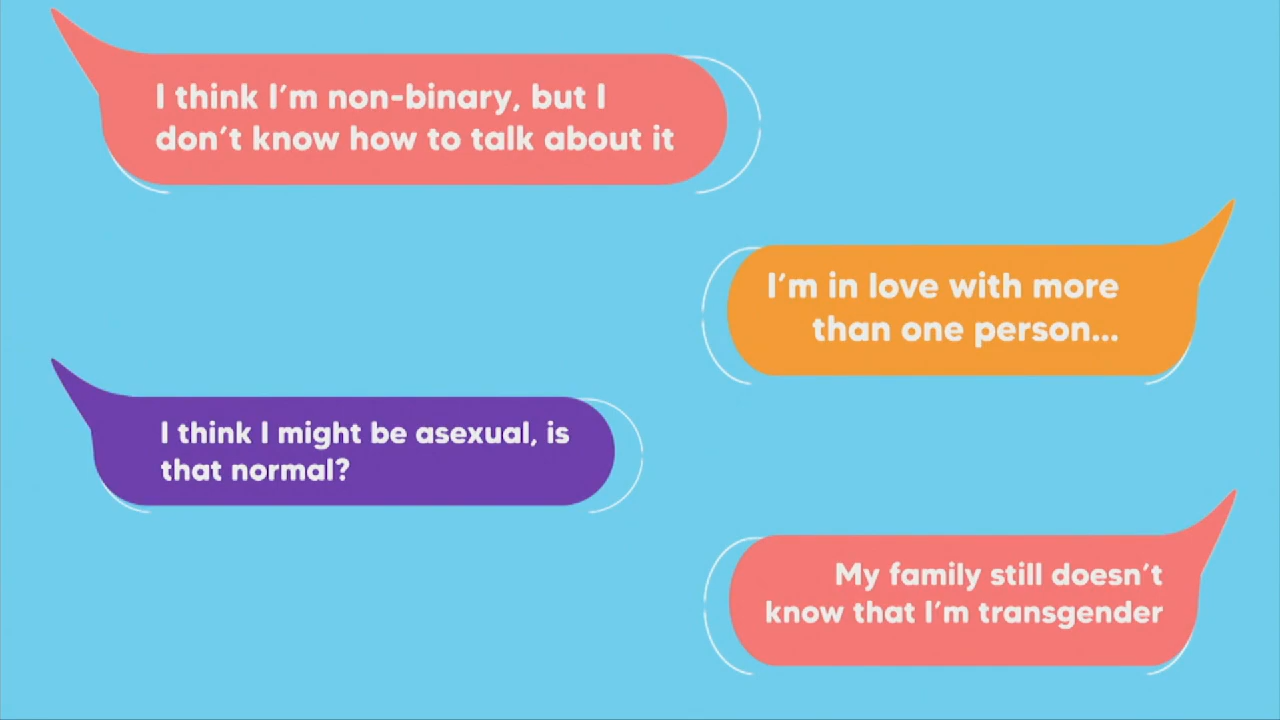 I think I'm non-binary, but I
don't know how to talk about it
I'm in love with more
than one person...
I think I might be asexual, is
that normal?
My family still doesn't
know that I'm transgender